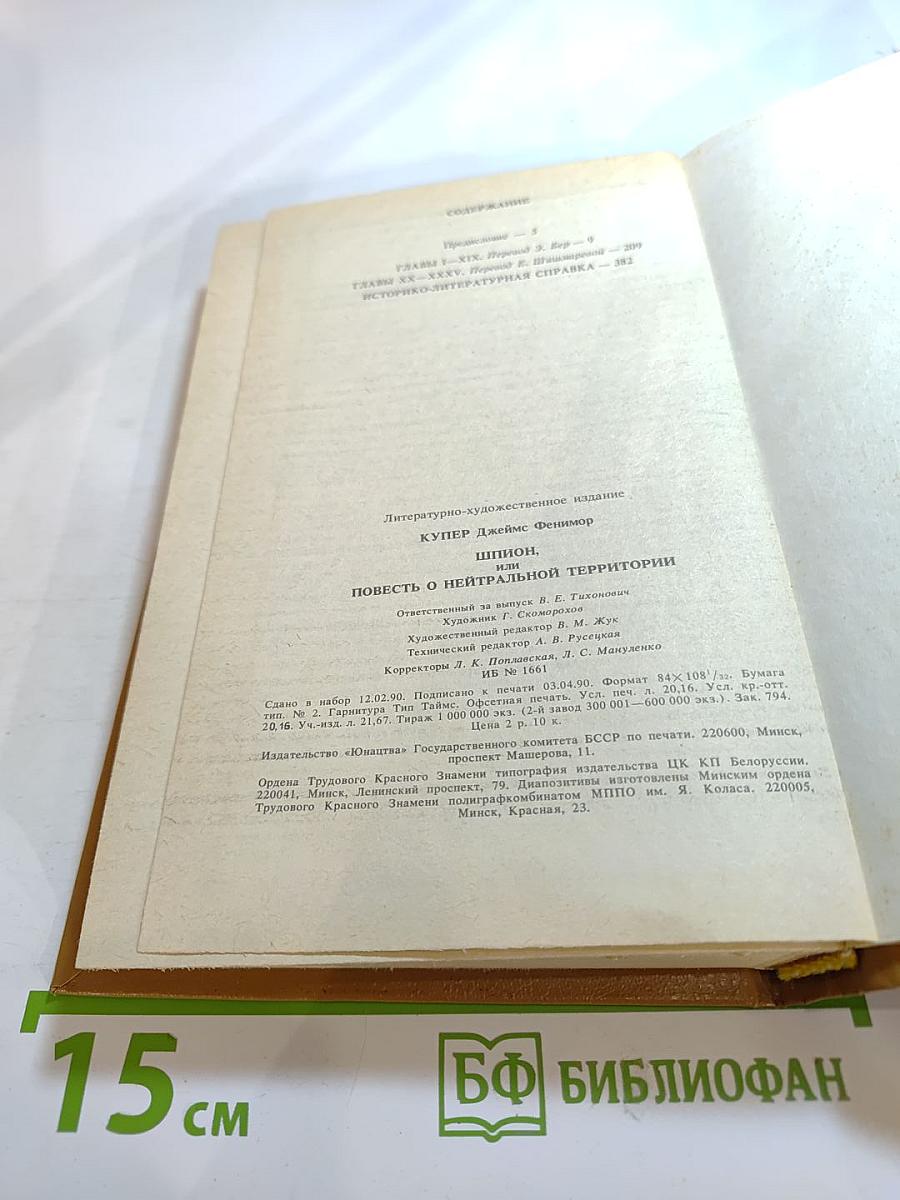 СОДЕРЖАНИЕ
Предисловие — 5
ГЛАВЫ I—XIX. Перевод Э. Бер — 9
ГЛАВЫ XX—XXXV. Перевод Е. Шишмаревой — 209
ИСТОРИКО-ЛИТЕРАТУРНАЯ СПРАВКА — 382
Литературно-художественное издание
КУПЕР Джеймс Фенимор
ШПИОН,
или
ПОВЕСТЬ О НЕЙТРАЛЬНОЙ ТЕРРИТОРИИ
Ответственный за выпуск В. Е. Тихонович
Художник Г. Скоморохов
Художественный редактор В. М. Жук
Технический редактор А. В. Русецкая
Корректоры Л. К. Поплавская, Л. С. Мануленко
ИБ № 1661
Сдано в набор 12.02.90. Подписано к печати 03.04.90. Формат 84×108¹/₃₂. Бумага
тип. № 2. Гарнитура Тип Таймс. Офсетная печать. Усл. печ. л. 20,16. Усл. кр.-отт.
20,16. Уч.-изд. л. 21,67. Тираж 1 000 000 экз. (2-й завод 300 001—600 000 экз.). Зак. 794.
Цена 2 р. 10 к.
Издательство «Юнацтва» Государственного комитета БССР по печати. 220600, Минск,
проспект Машерова, 11.
Ордена Трудового Красного Знамени типография издательства ЦК КП Белоруссии.
220041, Минск, Ленинский проспект, 79. Диапозитивы изготовлены Минским ордена
Трудового Красного Знамени полиграфкомбинатом МППО им. Я. Коласа. 220005,
Минск, Красная, 23.
15 см
БФ БИБЛИОФАН